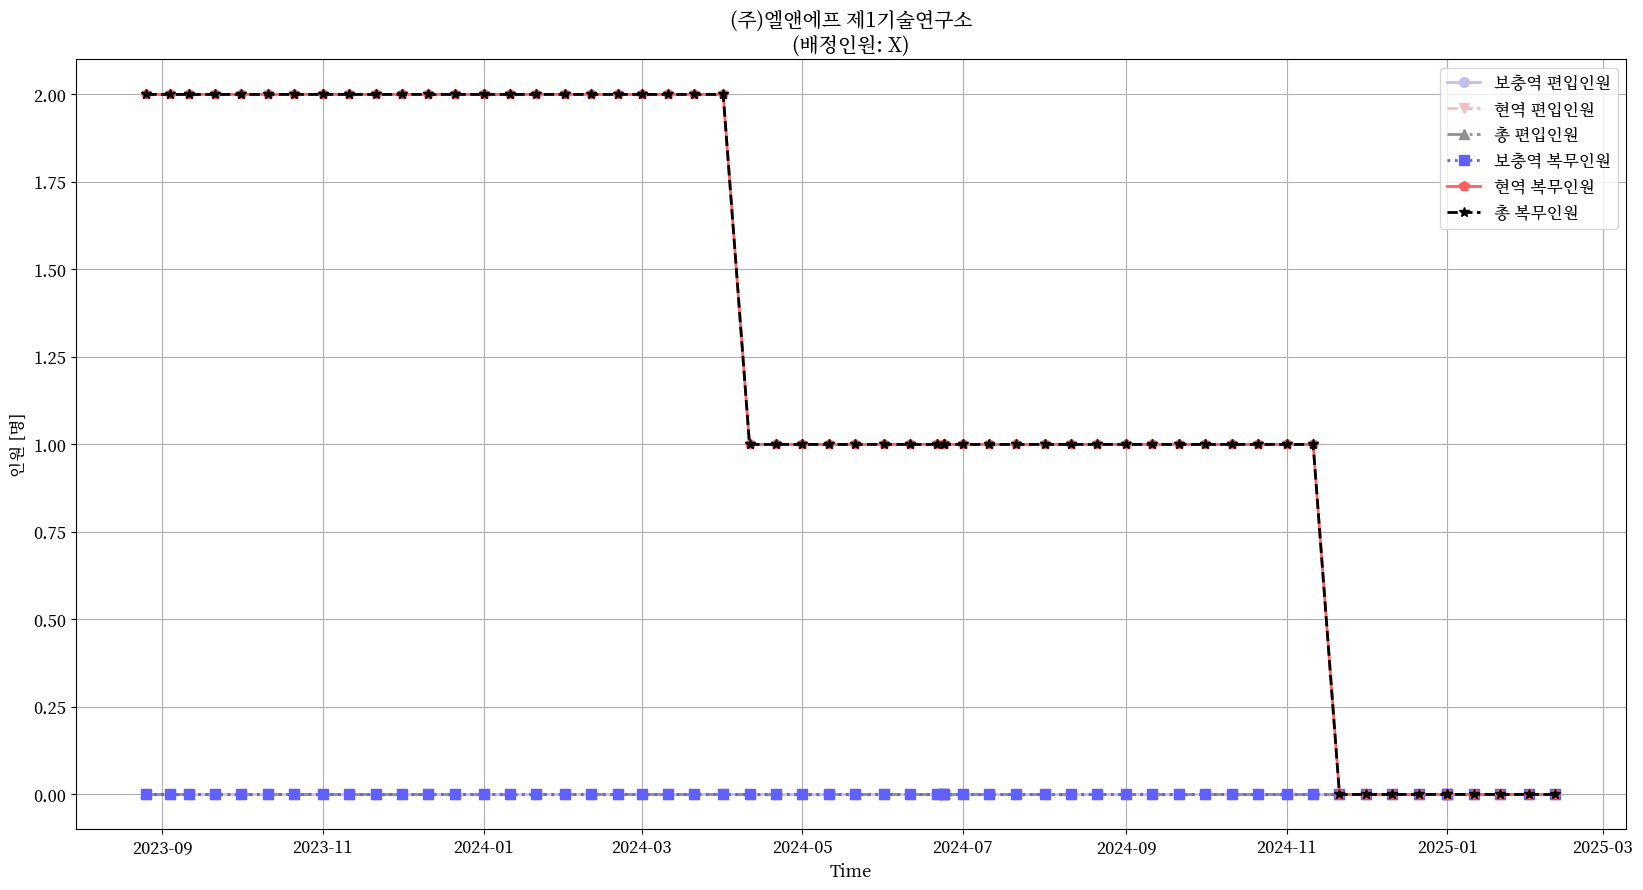 (주)엘앤에프 제1기술연구소
(배정인원: X)
보충역 편입인원
현역 편입인원
총 편입인원
보충역 복무인원
현역 복무인원
총 복무인원
인원 [명]
2.00
1.75
1.50
1.25
1.00
0.75
0.50
0.25
0.00
2023-09
2023-11
2024-01
2024-03
2024-05
2024-07
2024-09
2024-11
2025-01
2025-03
Time